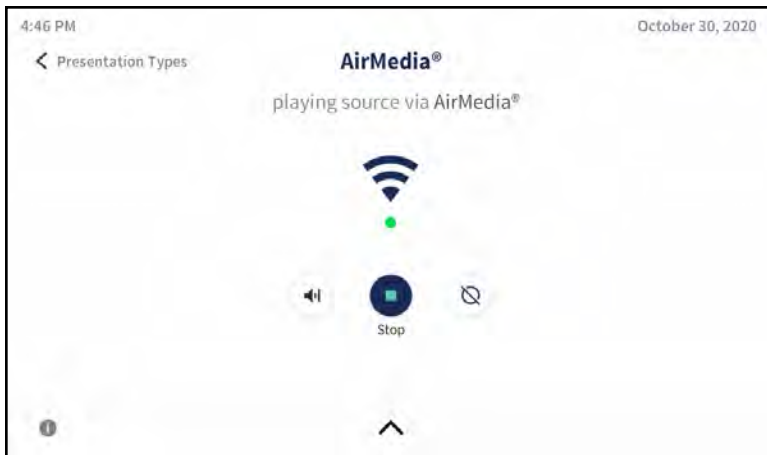 4:46 PM
October 30, 2020
Presentation Types
AirMedia®
playing source via AirMedia®
Stop